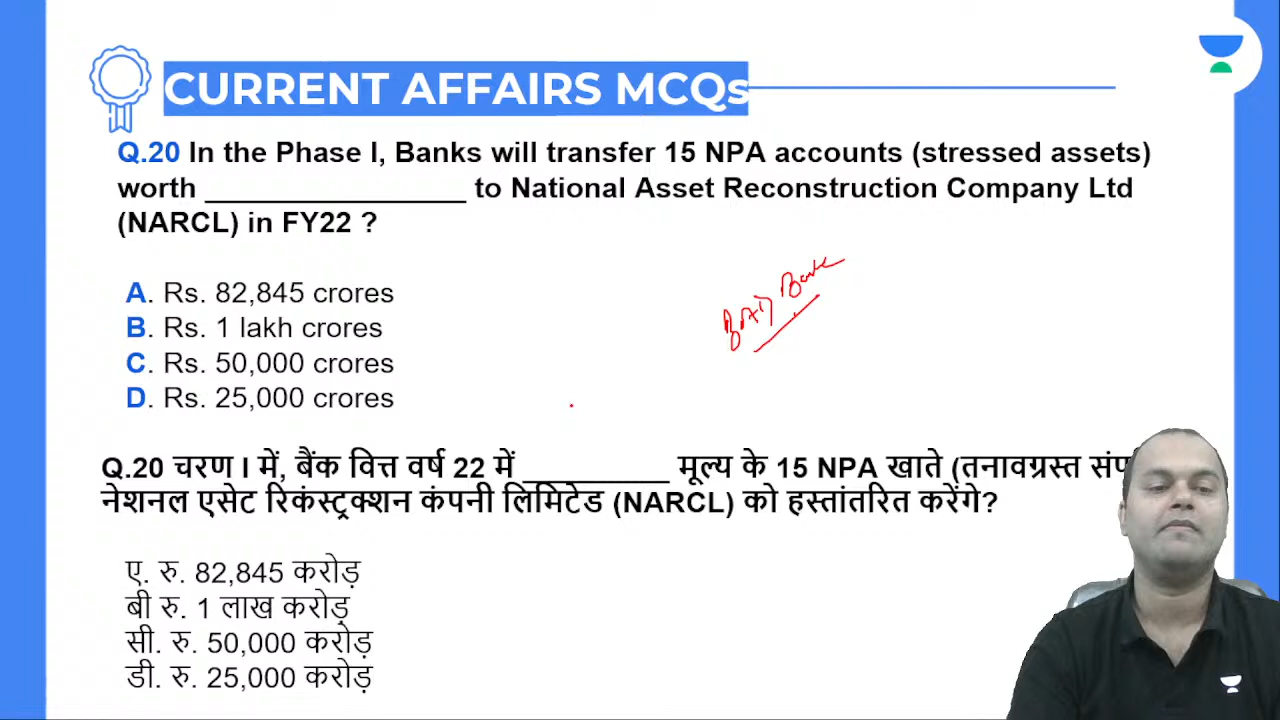 CURRENT AFFAIRS MCQs
Q.20 In the Phase I, Banks will transfer 15 NPA accounts (stressed assets)
worth ________________ to National Asset Reconstruction Company Ltd
(NARCL) in FY22 ?
A. Rs. 82,845 crores
B. Rs. 1 lakh crores
C. Rs. 50,000 crores
D. Rs. 25,000 crores
BAD Bank
Q.20 चरण I में, बैंक वित्त वर्ष 22 में_________ मूल्य के 15 NPA खाते (तनावग्रस्त
नेशनल एसेट रिकंस्ट्रक्शन कंपनी लिमिटेड (NARCL) को हस्तांतरित करेंगे?
ए. रु. 82,845 करोड़
बी रु. 1 लाख करोड़
सी. रु. 50,000 करोड़
डी. रु. 25,000 करोड़